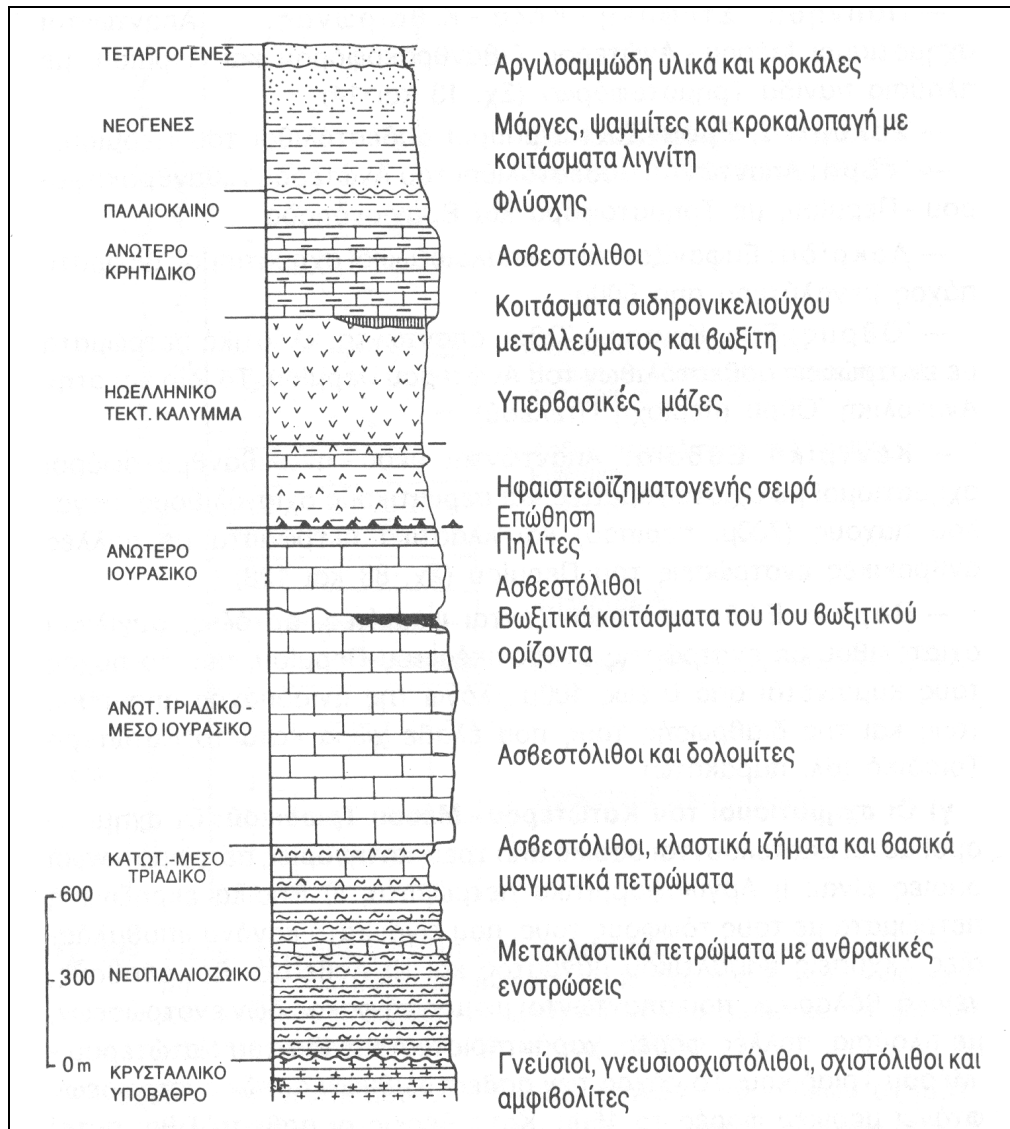 ΤΕΤΑΡΓΟΓΕΝΕΣ
Αργιλοαμμώδη υλικά και κροκάλες
ΝΕΟΓΕΝΕΣ
Μάργες, ψαμμίτες και κροκαλοπαγή με
κοιτάσματα λιγνίτη
ΠΑΛΑΙΟΚΑΙΝΟ
Φλύσχης
ΑΝΩΤΕΡΟ
ΚΡΗΤΙΔΙΚΟ
Ασβεστόλιθοι
Κοιτάσματα σιδηρονικελιούχου
μεταλλεύματος και βωξίτη
ΗΩΕΛΛΗΝΙΚΟ
ΤΕΚΤ. ΚΑΛΥΜΜΑ
Υπερβασικές μάζες
Ηφαιστειοϊζηματογενής σειρά
Επώθηση
Πηλίτες
ΑΝΩΤΕΡΟ
ΙΟΥΡΑΣΙΚΟ
Ασβεστόλιθοι
Βωξιτικά κοιτάσματα του 1ου βωξιτικού
ορίζοντα
ΑΝΩΤ. ΤΡΙΑΔΙΚΟ -
ΜΕΣΟ ΙΟΥΡΑΣΙΚΟ
Ασβεστόλιθοι και δολομίτες
ΚΑΤΩΤ.-ΜΕΣΟ
ΤΡΙΑΔΙΚΟ
Ασβεστόλιθοι, κλαστικά ιζήματα και βασικά
μαγματικά πετρώματα
600
300
0 m
ΝΕΟΠΑΛΑΙΟΖΩΙΚΟ
Μετακλαστικά πετρώματα με ανθρακικές
ενστρώσεις
ΚΡΥΣΤΑΛΛΙΚΟ
ΥΠΟΒΑΘΡΟ
Γνεύσιοι, γνευσιοσχιστόλιθοι, σχιστόλιθοι και
αμφιβολίτες